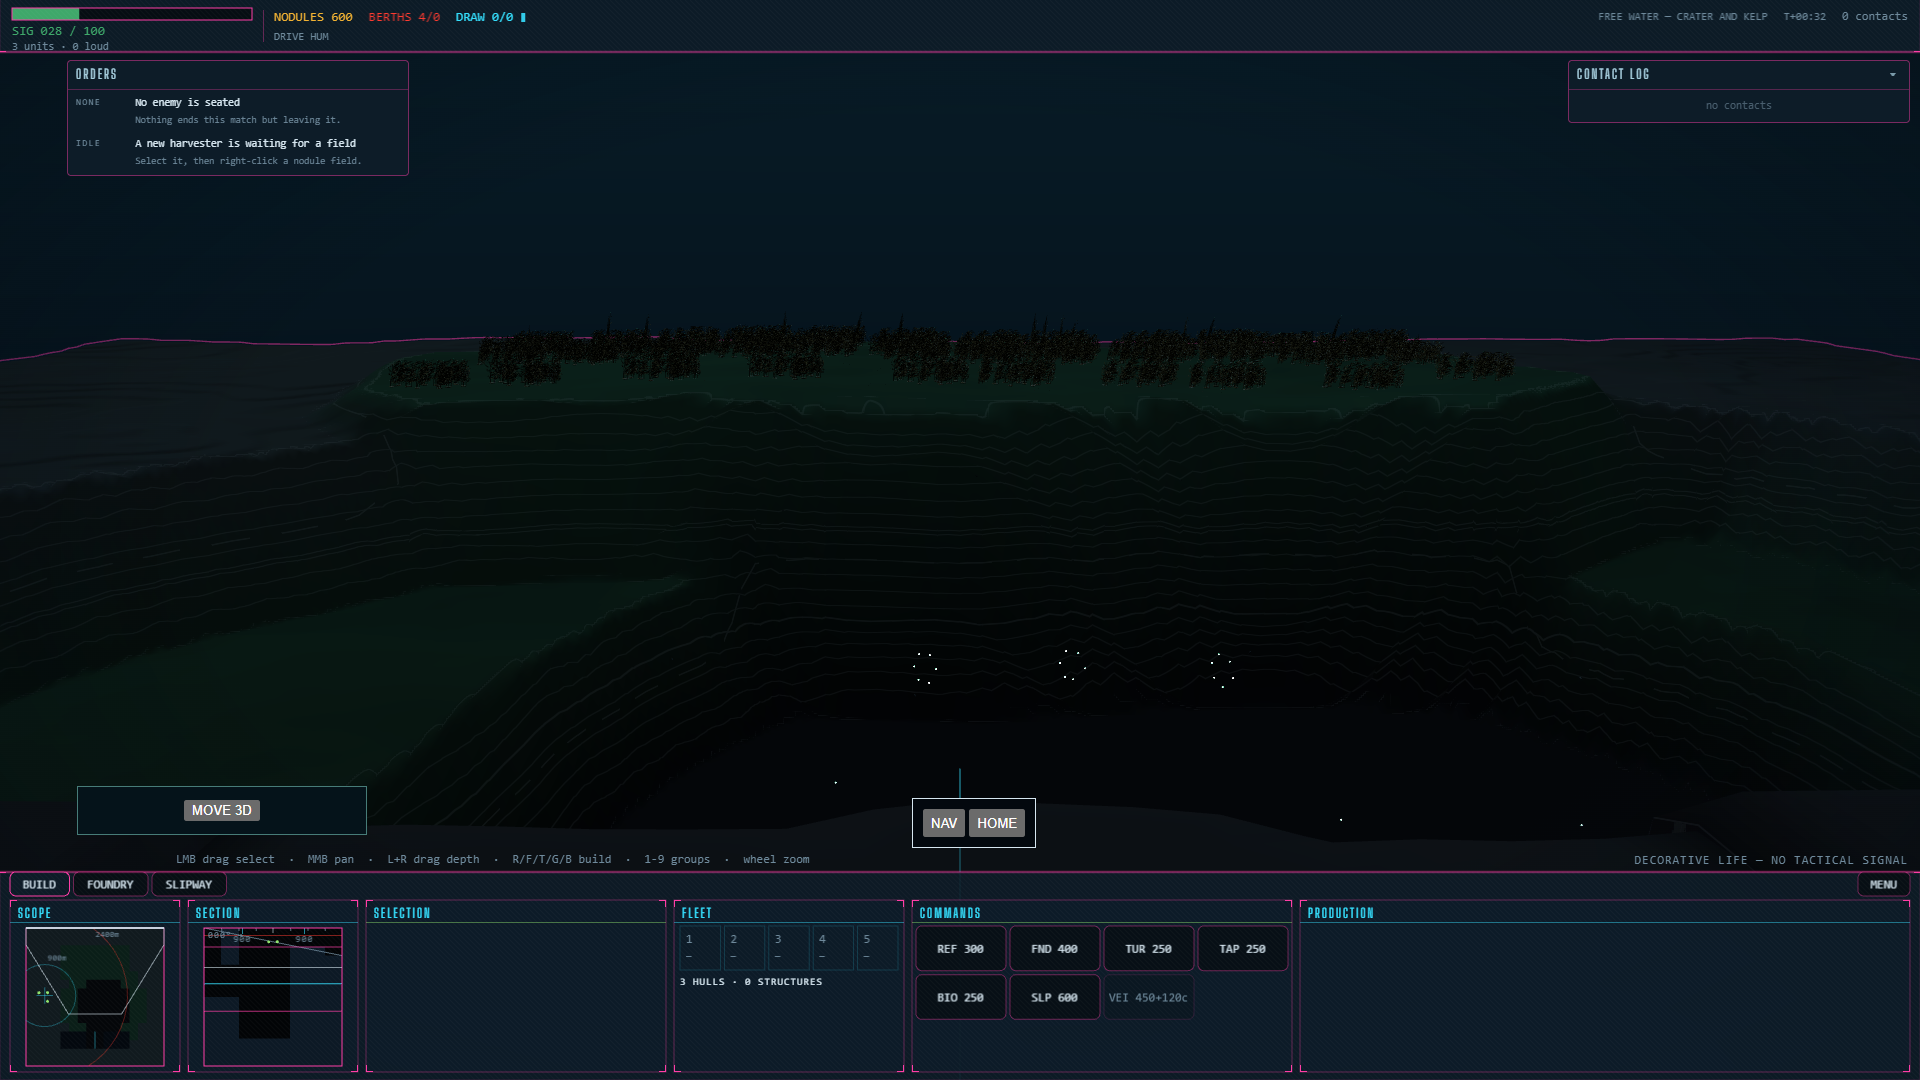 SIG 028 / 100
3 units · 0 loud
NODULES 600 BERTHS 4/0 DRAW 0/0
DRIVE HUM
FREE WATER — CRATER AND KELP T+00:32 0 contacts
ORDERS
NONE No enemy is seated
Nothing ends this match but leaving it.
IDLE A new harvester is waiting for a field
Select it, then right-click a nodule field.
CONTACT LOG
no contacts
MOVE 3D
NAV HOME
LMB drag select · MMB pan · L+R drag depth · R/F/T/G/B build · 1-9 groups · wheel zoom
DECORATIVE LIFE — NO TACTICAL SIGNAL
BUILD FOUNDRY SLIPWAY MENU
SCOPE
2400m
900m
SECTION
000°
900 900
SELECTION
FLEET
1 2 3 4 5
– – – – –
3 HULLS · 0 STRUCTURES
COMMANDS
REF 300 FND 400 TUR 250 TAP 250
BIO 250 SLP 600 VEI 450+120c
PRODUCTION